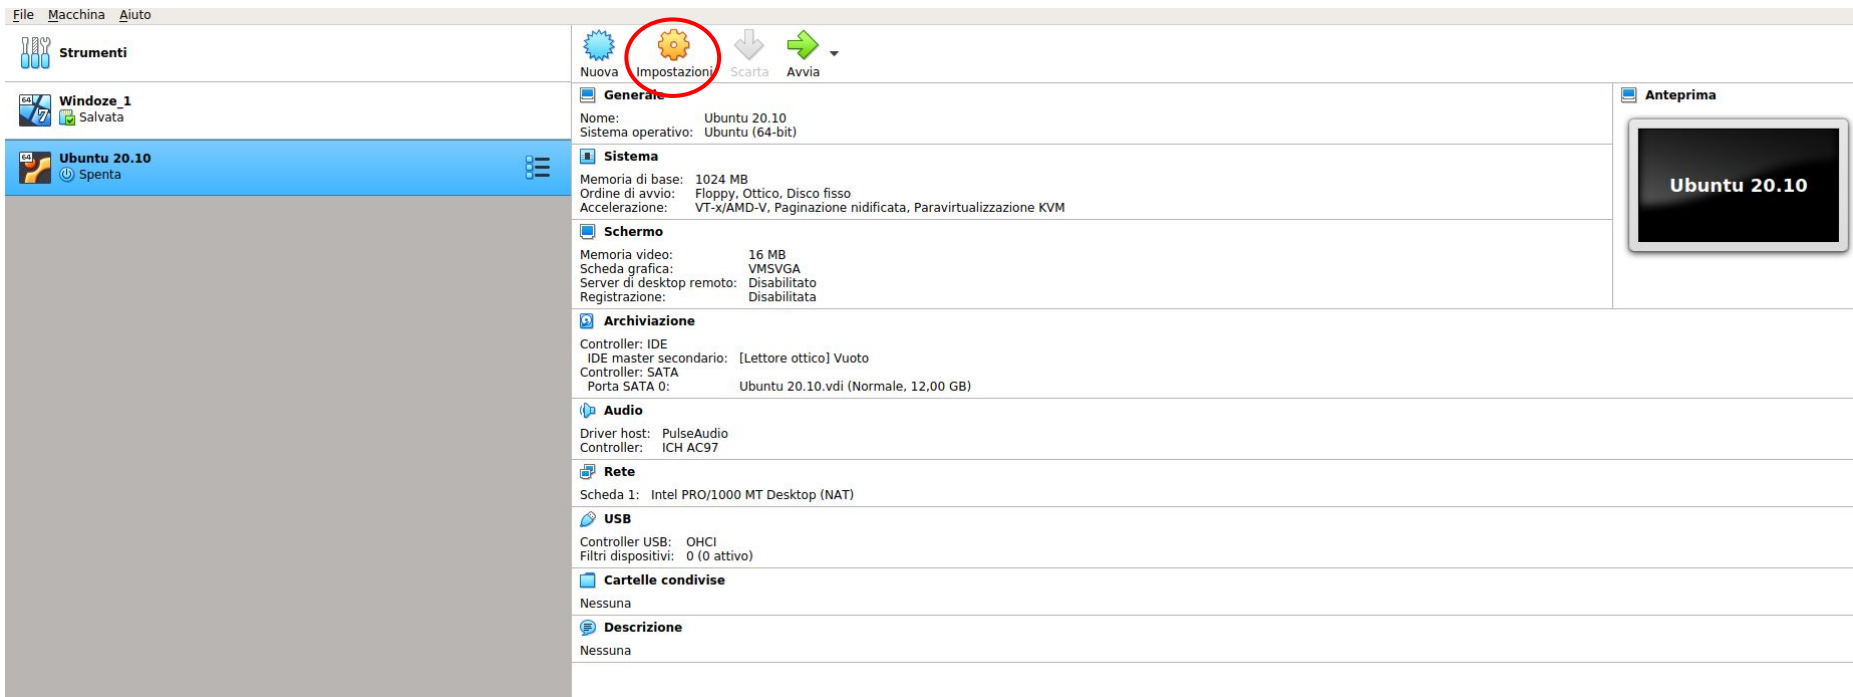 File Macchina Aiuto
Strumenti
Nuova Impostazioni Scarta Avvia
64 Windoze_1
Salvata
64 Ubuntu 20.10
Spenta
Generale
Nome: Ubuntu 20.10
Sistema operativo: Ubuntu (64-bit)
Sistema
Memoria di base: 1024 MB
Ordine di avvio: Floppy, Ottico, Disco fisso
Accelerazione: VT-x/AMD-V, Paginazione nidificata, Paravirtualizzazione KVM
Schermo
Memoria video: 16 MB
Scheda grafica: VMSVGA
Server di desktop remoto: Disabilitato
Registrazione: Disabilitata
Archiviazione
Controller: IDE
IDE master secondario: [Lettore ottico] Vuoto
Controller: SATA
Porta SATA 0: Ubuntu 20.10.vdi (Normale, 12,00 GB)
Audio
Driver host: PulseAudio
Controller: ICH AC97
Rete
Scheda 1: Intel PRO/1000 MT Desktop (NAT)
USB
Controller USB: OHCI
Filtri dispositivi: 0 (0 attivo)
Cartelle condivise
Nessuna
Descrizione
Nessuna
Anteprima
Ubuntu 20.10